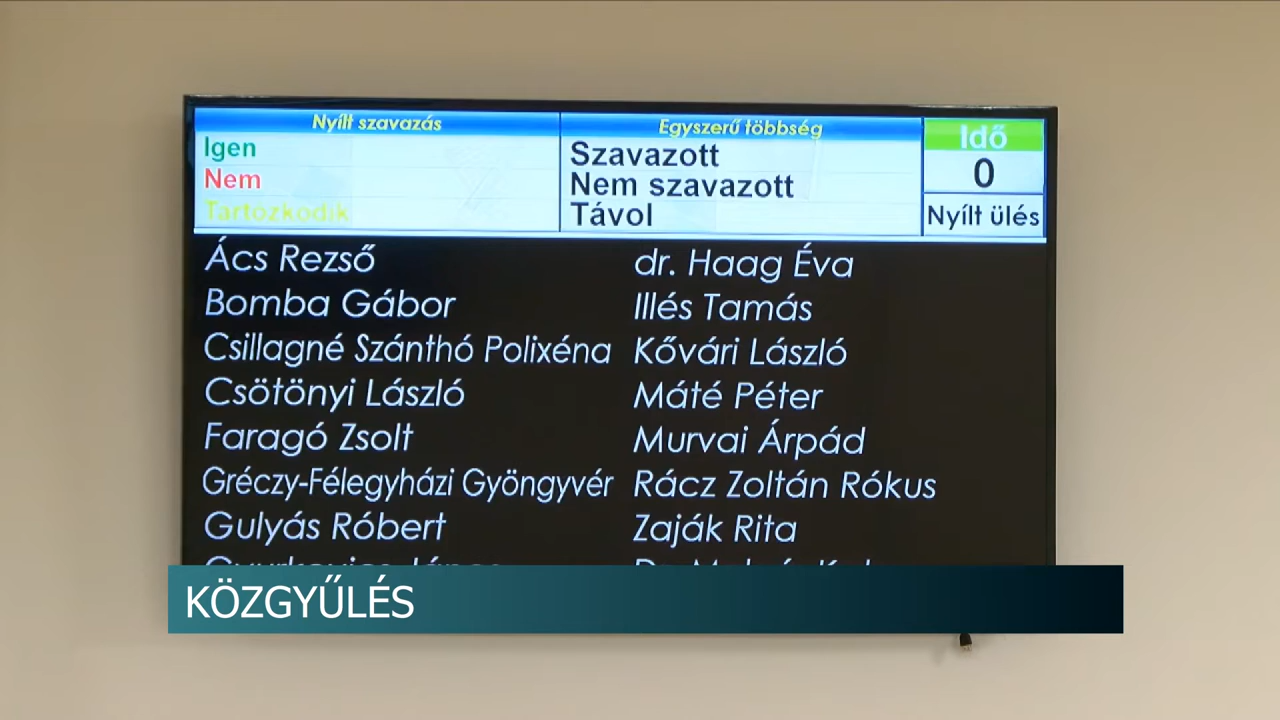 Nyílt szavazás
Igen
Nem
Tartózkodik
Egyszerű többség
Szavazott
Nem szavazott
Távol
Idő
0
Nyílt ülés
Ács Rezső
Bomba Gábor
Csillagné Szánthó Polixéna
Csötönyi László
Faragó Zsolt
Gréczy-Félegyházi Gyöngyvér
Gulyás Róbert
dr. Haag Éva
Illés Tamás
Kővári László
Máté Péter
Murvai Árpád
Rácz Zoltán Rókus
Zaják Rita
KÖZGYŰLÉS